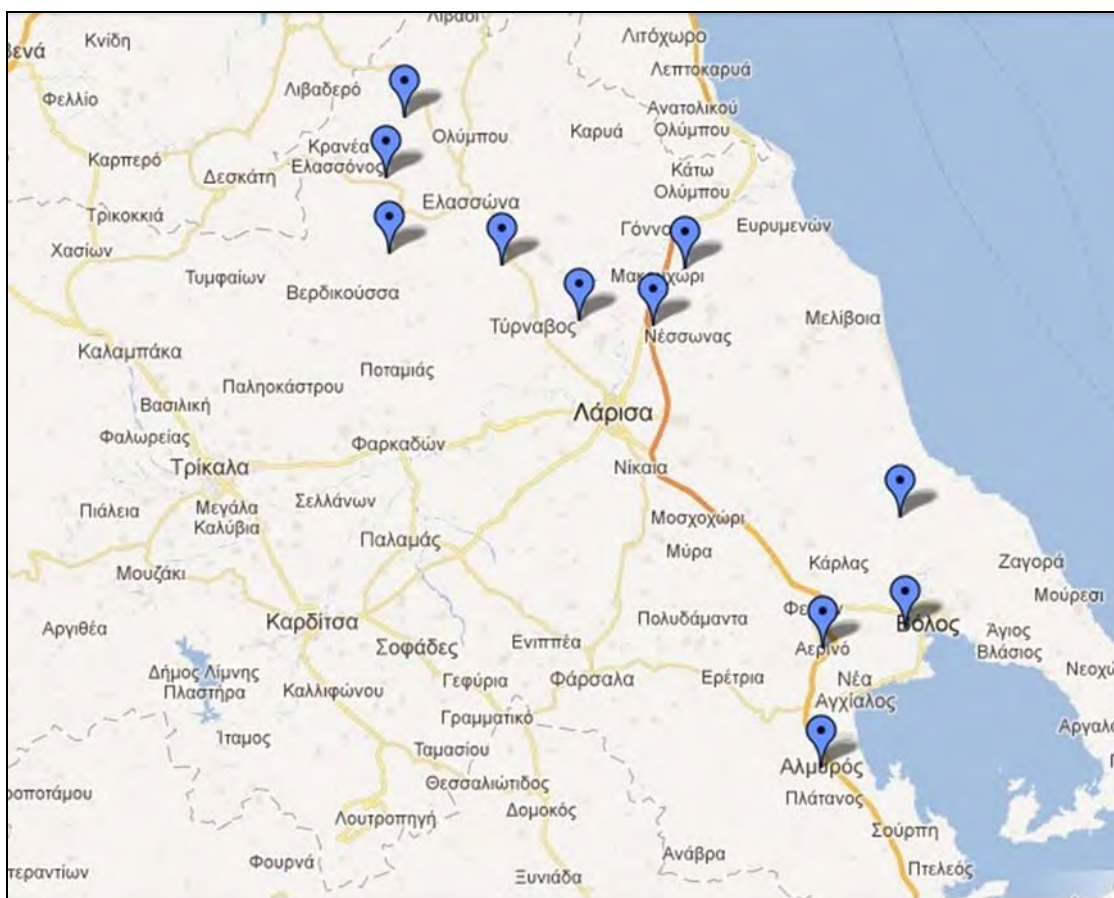 Λιβάδι
Κνίδη
Λιτόχωρο
Φελλίο
Λιβαδερό
Λεπτοκαρυά
Ανατολικού
Ολύμπου
Καρυά
Ολύμπου
Κρανέα
Ελασσόνος
Καρπερό
Δεσκάτη
Κάτω
Ολύμπου
Ελασσώνα
Τρικοκκιά
Ευρυμενών
Χασίων
Τυμφαίων
Βερδικούσσα
Τύρναβος
Νέσσωνας
Μελίβοια
Καλαμπάκα
Ποταμιάς
Παληοκάστρου
Βασιλική
Λάρισα
Φαλωρείας
Φαρκαδών
Τρίκαλα
Νίκαια
Πιάλεια
Μεγάλα
Καλύβια
Σελλάνων
Μοσχοχώρι
Παλαμάς
Μύρα
Κάρλας
Ζαγορά
Μουζάκι
Μούρεσι
Αργιθέα
Καρδίτσα
Σοφάδες
Ενιππέα
Πολυδάμαντα
Βόλος
Αερινό
Άγιος
Βλάσιος
Δήμος Λίμνης
Πλαστήρα
Καλλιφώνου
Γεφύρια
Φάρσαλα
Ερέτρια
Νέα
Αγχίαλος
Γραμματικό
Ίταμος
Ταμασίου
Αλμυρός
Θεσσαλιώτιδος
Πλάτανος
Λουτροπηγή
Δομοκός
Σούρπη
Φουρνά
Ανάβρα
Ξυνιάδα
Πτελεός